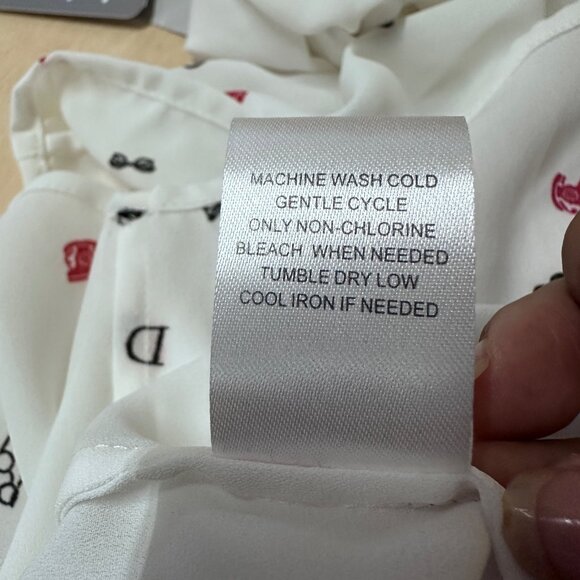 MACHINE WASH COLD
GENTLE CYCLE
ONLY NON-CHLORINE
BLEACH WHEN NEEDED
TUMBLE DRY LOW
COOL IRON IF NEEDED
D